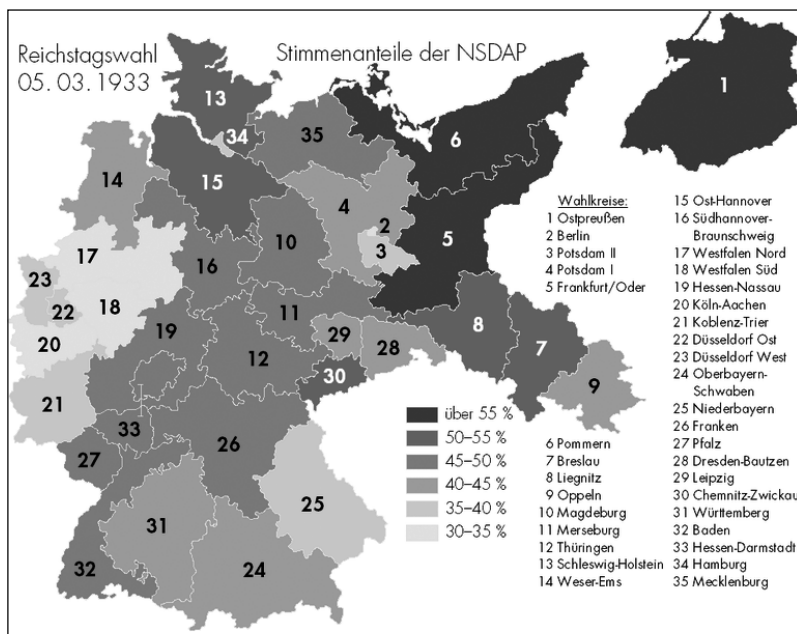 Reichstagswahl
05. 03. 1933
Stimmenanteile der NSDAP
13
34
35
14
15
4
2
3
10
6
1
5
17
16
23
18
22
20
19
11
29
28
12
30
8
7
9
21
33
27
26
25
31
32
24
Wahlkreise:
1 Ostpreußen
2 Berlin
3 Potsdam II
4 Potsdam I
5 Frankfurt/Oder
über 55 %
50–55 %
45–50 %
40–45 %
35–40 %
30–35 %
6 Pommern
7 Breslau
8 Liegnitz
9 Oppeln
10 Magdeburg
11 Merseburg
12 Thüringen
13 Schleswig-Holstein
14 Weser-Ems
15 Ost-Hannover
16 Südhannover-
Braunschweig
17 Westfalen Nord
18 Westfalen Süd
19 Hessen-Nassau
20 Köln-Aachen
21 Koblenz-Trier
22 Düsseldorf Ost
23 Düsseldorf West
24 Oberbayern-
Schwaben
25 Niederbayern
26 Franken
27 Pfalz
28 Dresden-Bautzen
29 Leipzig
30 Chemnitz-Zwickau
31 Württemberg
32 Baden
33 Hessen-Darmstadt
34 Hamburg
35 Mecklenburg